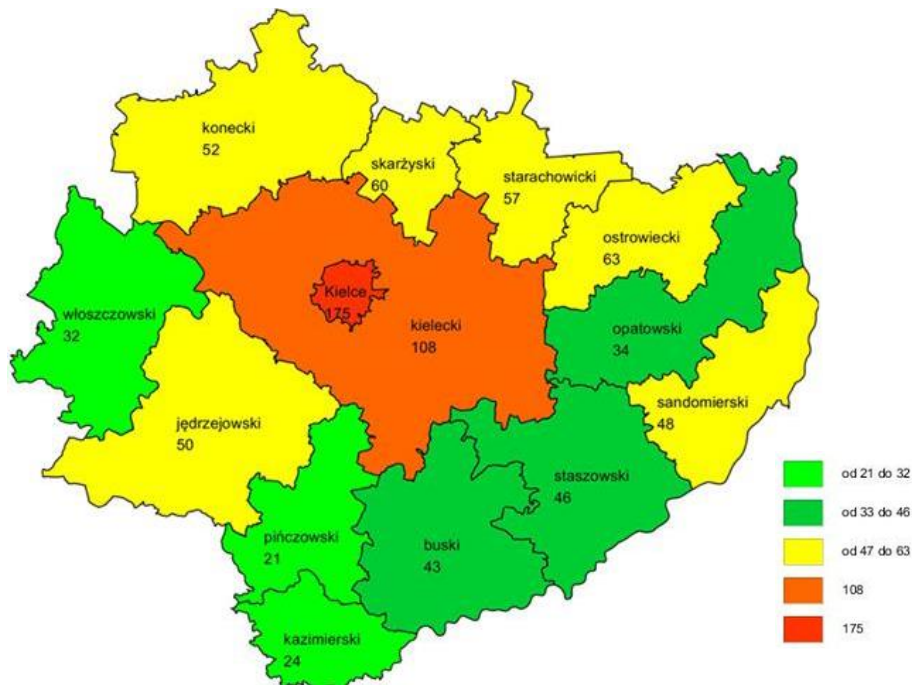 konecki
52
skarżyski
60
starachowicki
57
ostrowiecki
63
Kielce
175
kielecki
108
włoszczowski
32
opatowski
34
sandomierski
48
jędrzejowski
50
staszowski
46
pińczowski
21
buski
43
kazimierski
24
od 21 do 32
od 33 do 46
od 47 do 63
108
175